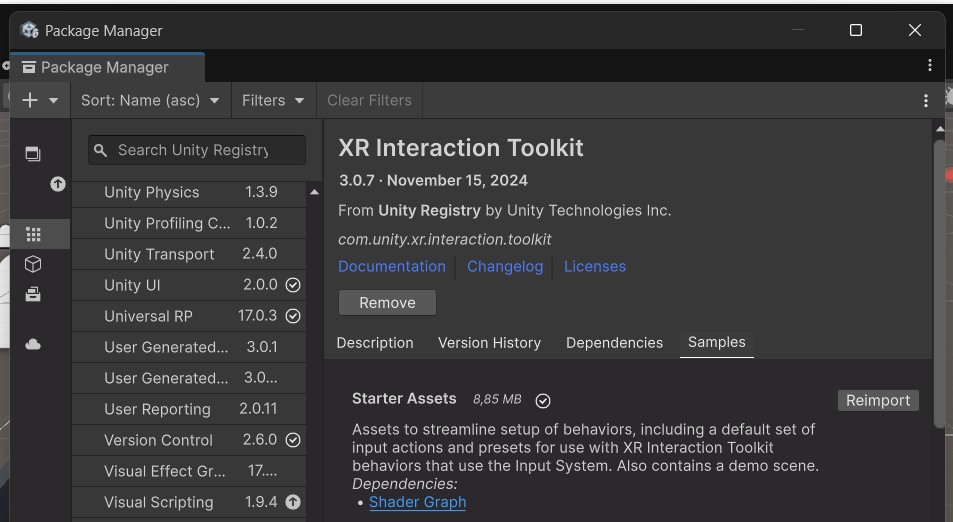 Package Manager
Package Manager
Sort: Name (asc)
Filters
Clear Filters
Search Unity Registry
Unity Physics 1.3.9
Unity Profiling C... 1.0.2
Unity Transport 2.4.0
Unity UI 2.0.0
Universal RP 17.0.3
User Generated... 3.0.1
User Generated... 3.0...
User Reporting 2.0.11
Version Control 2.6.0
Visual Effect Gr... 17....
Visual Scripting 1.9.4
XR Interaction Toolkit
3.0.7 · November 15, 2024
From Unity Registry by Unity Technologies Inc.
com.unity.xr.interaction.toolkit
Documentation Changelog Licenses
Remove
Description Version History Dependencies Samples
Starter Assets 8,85 MB Reimport
Assets to streamline setup of behaviors, including a default set of
input actions and presets for use with XR Interaction Toolkit
behaviors that use the Input System. Also contains a demo scene.
Dependencies:
• Shader Graph